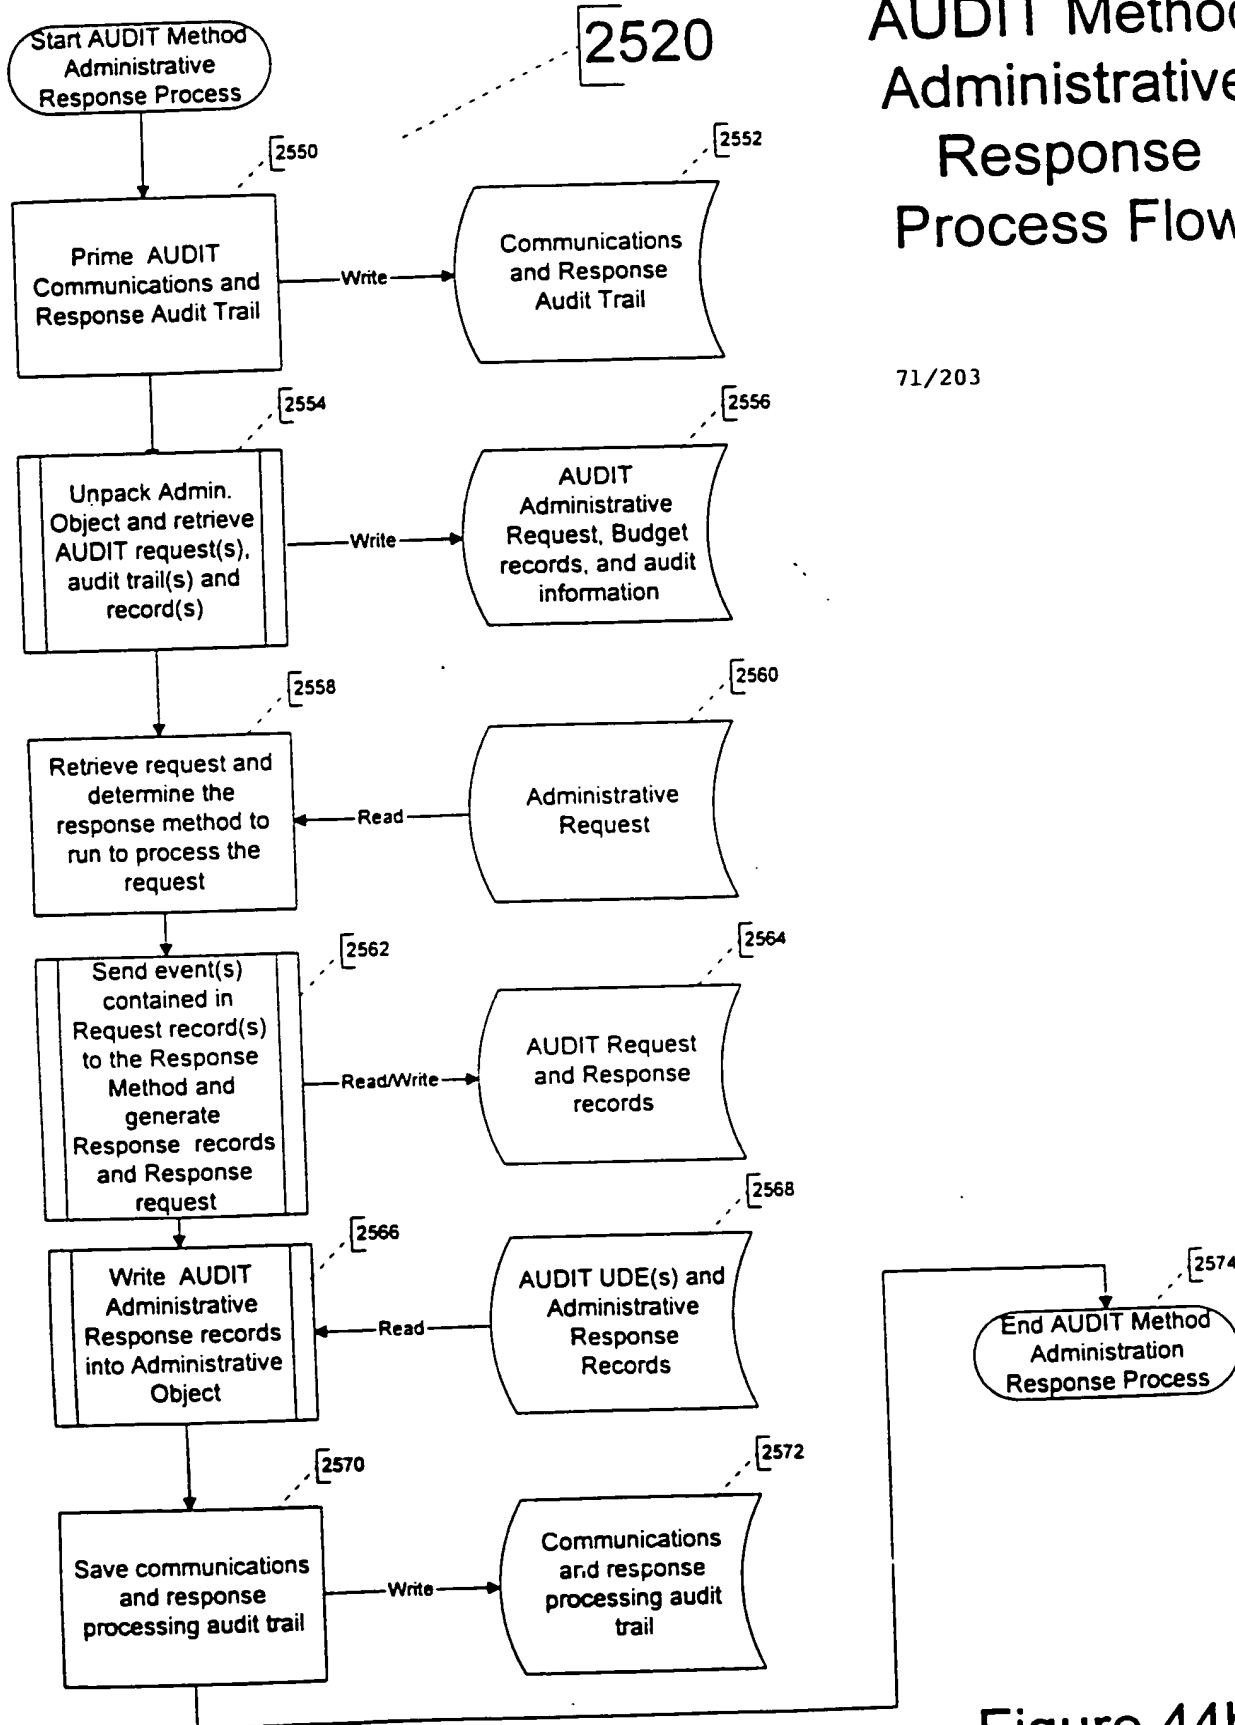 Start AUDIT Method
Administrative
Response Process
2520
AUDIT Method
Administrative
Response
Process Flow
71/203
2550
Prime AUDIT
Communications and
Response Audit Trail
Write
2552
Communications
and Response
Audit Trail
2554
Unpack Admin.
Object and retrieve
AUDIT request(s),
audit trail(s) and
record(s)
Write
2556
AUDIT
Administrative
Request, Budget
records, and audit
information
2558
Retrieve request and
determine the
response method to
run to process the
request
Read
2560
Administrative
Request
2562
Send event(s)
contained in
Request record(s)
to the Response
Method and
generate
Response records
and Response
request
Read/Write
2564
AUDIT Request
and Response
records
2566
Write AUDIT
Administrative
Response records
into Administrative
Object
Read
2568
AUDIT UDE(s) and
Administrative
Response
Records
2570
Save communications
and response
processing audit trail
Write
2572
Communications
and response
processing audit
trail
2574
End AUDIT Method
Administration
Response Process
Figure